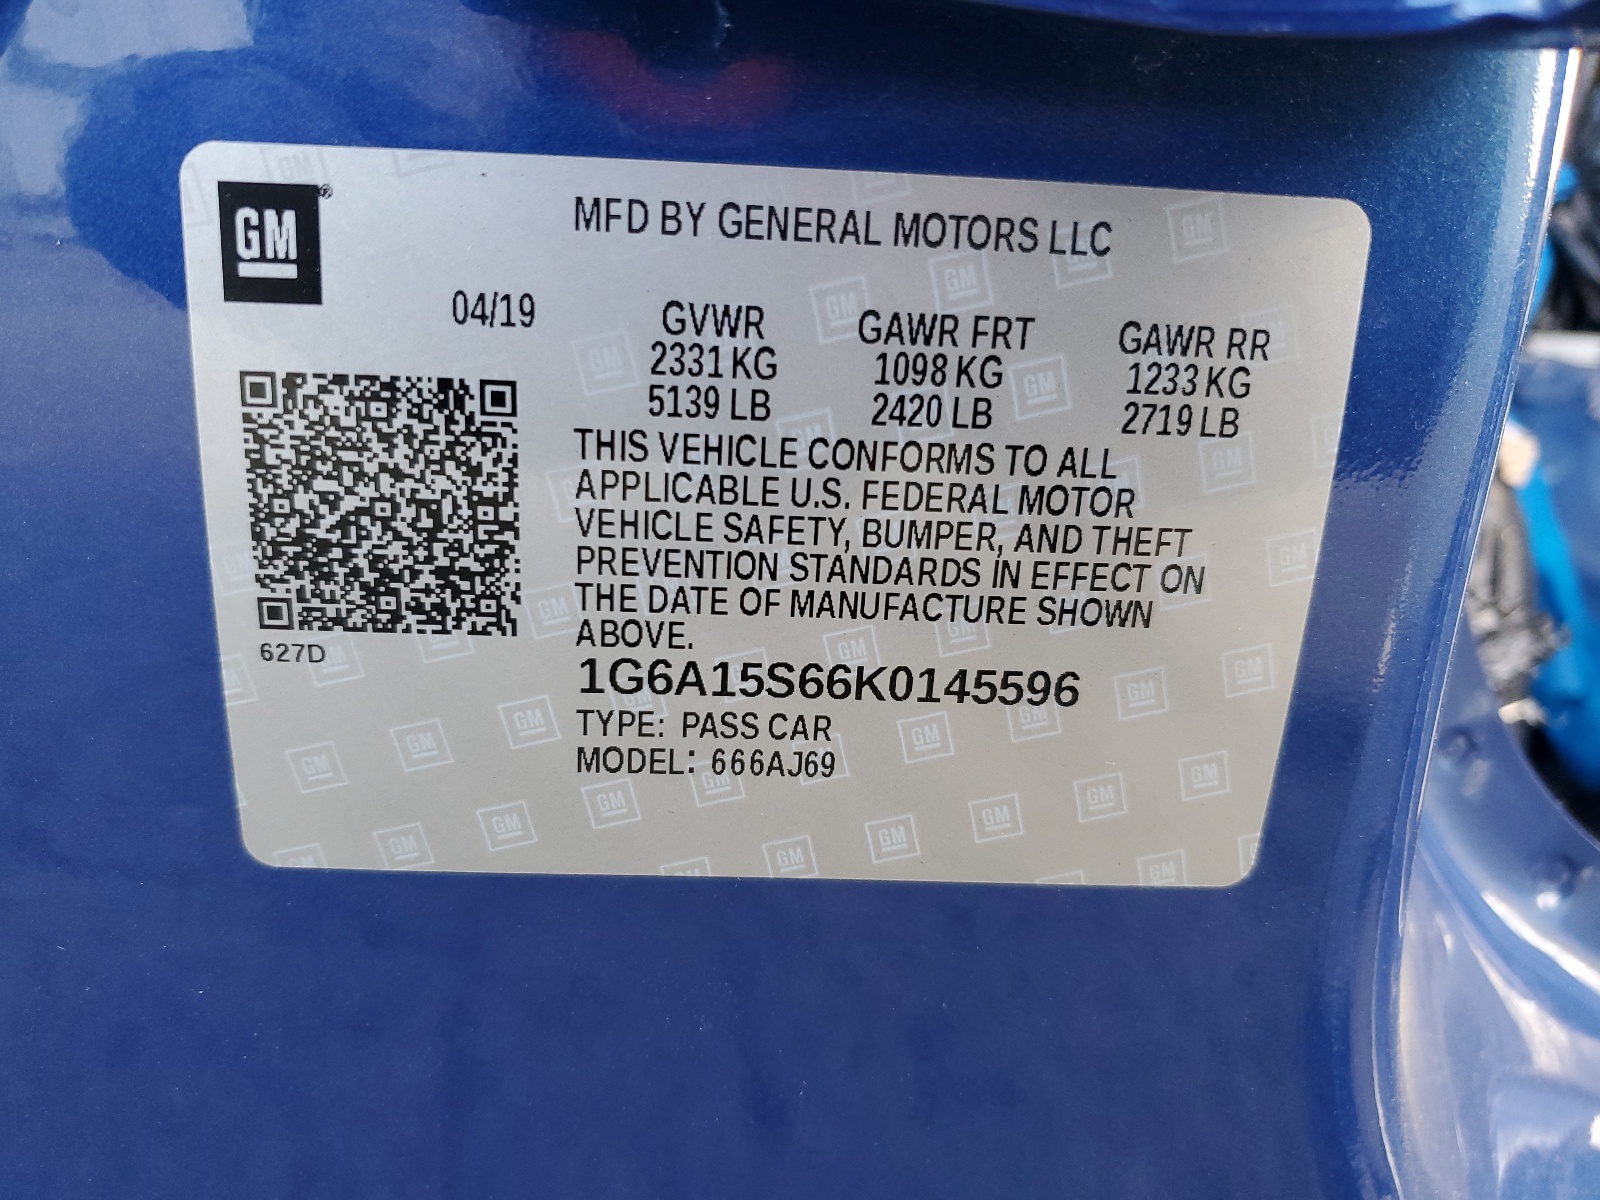 GM®
MFD BY GENERAL MOTORS LLC
04/19
GVWR GAWR FRT GAWR RR
2331 KG 1098 KG 1233 KG
5139 LB 2420 LB 2719 LB
THIS VEHICLE CONFORMS TO ALL
APPLICABLE U.S. FEDERAL MOTOR
VEHICLE SAFETY, BUMPER, AND THEFT
PREVENTION STANDARDS IN EFFECT ON
THE DATE OF MANUFACTURE SHOWN
ABOVE.
627D
1G6A15S66K0145596
TYPE: PASS CAR
MODEL: 666AJ69